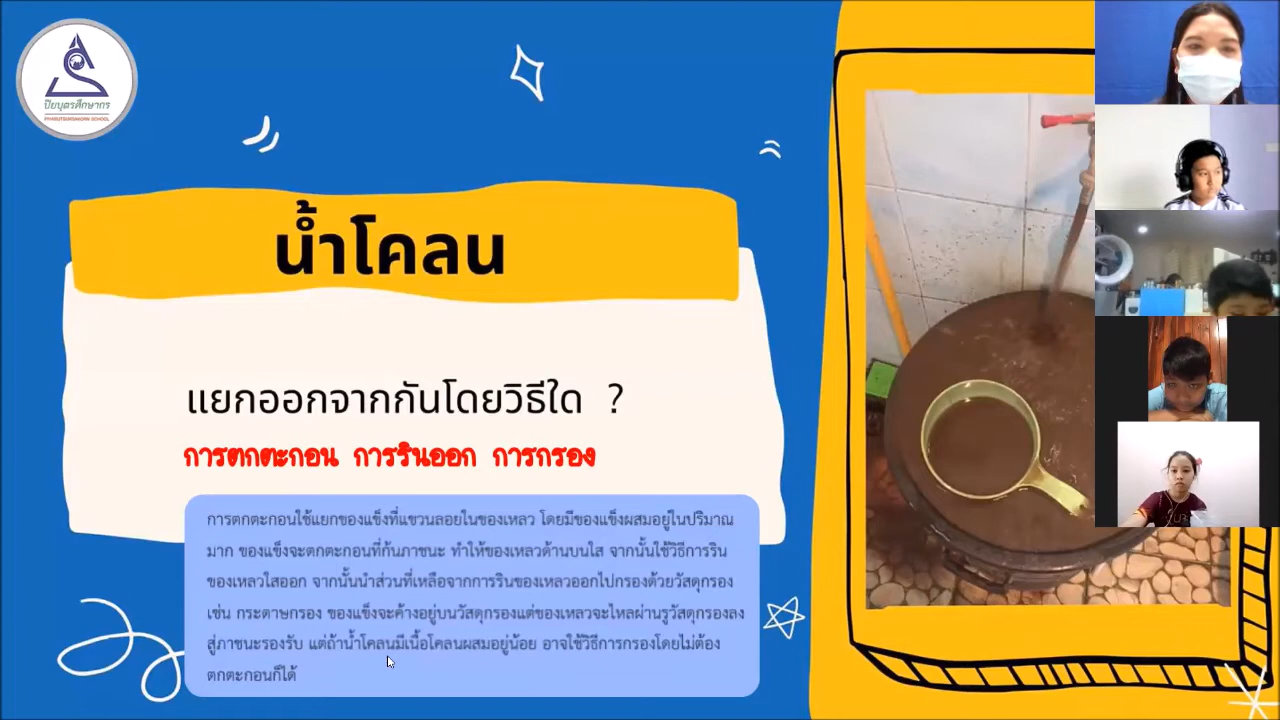 ปิยบุตรศึกษากร
PIYABUTSUKSAKORN SCHOOL
น้ำโคลน
แยกออกจากกันโดยวิธีใด ?
การตกตะกอน การรินออก การกรอง
การตกตะกอนใช้แยกของแข็งที่แขวนลอยในของเหลว โดยมีของแข็งผสมอยู่ในปริมาณ
มาก ของแข็งจะตกตะกอนที่ก้นภาชนะ ทำให้ของเหลวด้านบนใส จากนั้นใช้วิธีการริน
ของเหลวใสออก จากนั้นนำส่วนที่เหลือจากการรินของเหลวออกไปกรองด้วยวัสดุกรอง
เช่น กระดาษกรอง ของแข็งจะค้างอยู่บนวัสดุกรองแต่ของเหลวจะไหลผ่านรูวัสดุกรองลง
สู่ภาชนะรองรับ แต่ถ้าน้ำโคลนมีเนื้อโคลนผสมอยู่น้อย อาจใช้วิธีการกรองโดยไม่ต้อง
ตกตะกอนก็ได้